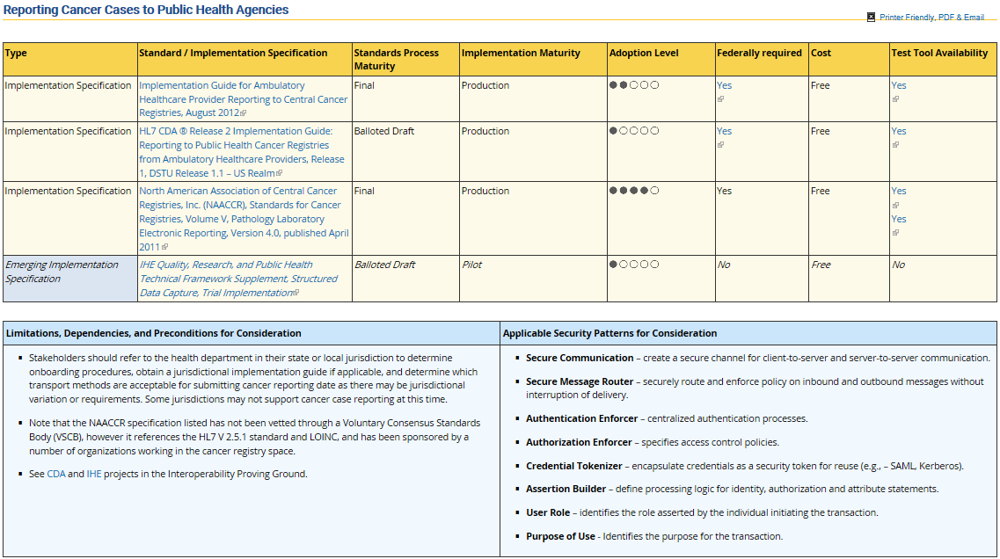 Reporting Cancer Cases to Public Health Agencies
Printer Friendly, PDF & Email
Type
Standard / Implementation Specification
Standards Process
Maturity
Implementation Maturity
Adoption Level
Federally required
Cost
Test Tool Availability
Implementation Specification
Implementation Guide for Ambulatory
Healthcare Provider Reporting to Central Cancer
Registries, August 2012
Final
Production
Yes
Free
Yes
Implementation Specification
HL7 CDA ® Release 2 Implementation Guide:
Reporting to Public Health Cancer Registries
from Ambulatory Healthcare Providers, Release
1, DSTU Release 1.1 – US Realm
Balloted Draft
Production
Yes
Free
Yes
Implementation Specification
North American Association of Central Cancer
Registries, Inc. (NAACCR), Standards for Cancer
Registries, Volume V, Pathology Laboratory
Electronic Reporting, Version 4.0, published April
2011
Final
Production
Yes
Free
Yes
Yes
Emerging Implementation
Specification
IHE Quality, Research, and Public Health
Technical Framework Supplement, Structured
Data Capture, Trial Implementation
Balloted Draft
Pilot
No
Free
No
Limitations, Dependencies, and Preconditions for Consideration
Stakeholders should refer to the health department in their state or local jurisdiction to determine
onboarding procedures, obtain a jurisdictional implementation guide if applicable, and determine which
transport methods are acceptable for submitting cancer reporting date as there may be jurisdictional
variation or requirements. Some jurisdictions may not support cancer case reporting at this time.
Note that the NAACCR specification listed has not been vetted through a Voluntary Consensus Standards
Body (VSCB), however it references the HL7 V 2.5.1 standard and LOINC, and has been sponsored by a
number of organizations working in the cancer registry space.
See CDA and IHE projects in the Interoperability Proving Ground.
Applicable Security Patterns for Consideration
Secure Communication – create a secure channel for client-to-server and server-to-server communication.
Secure Message Router – securely route and enforce policy on inbound and outbound messages without
interruption of delivery.
Authentication Enforcer – centralized authentication processes.
Authorization Enforcer – specifies access control policies.
Credential Tokenizer – encapsulate credentials as a security token for reuse (e.g., – SAML, Kerberos).
Assertion Builder – define processing logic for identity, authorization and attribute statements.
User Role – identifies the role asserted by the individual initiating the transaction.
Purpose of Use - Identifies the purpose for the transaction.